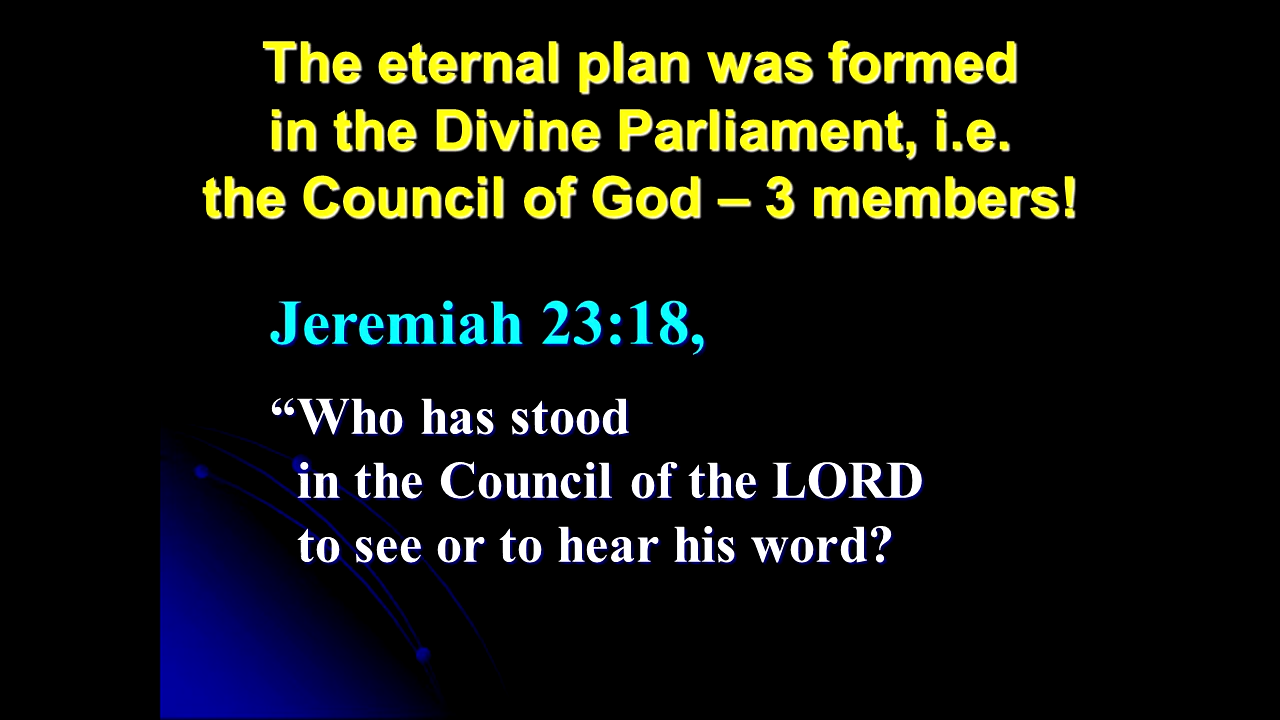 The eternal plan was formed
in the Divine Parliament, i.e.
the Council of God – 3 members!
Jeremiah 23:18,
“Who has stood
in the Council of the LORD
to see or to hear his word?